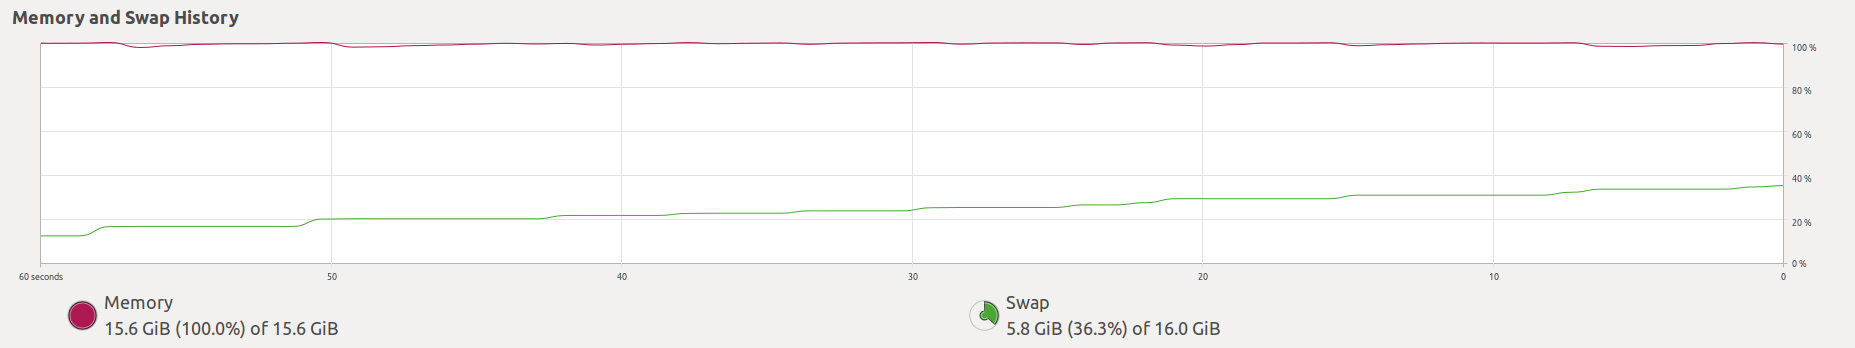 Memory and Swap History
100 %
80 %
60 %
40 %
20 %
0 %
60 seconds 50 40 30 20 10 0
Memory
15.6 GiB (100.0%) of 15.6 GiB
Swap
5.8 GiB (36.3%) of 16.0 GiB